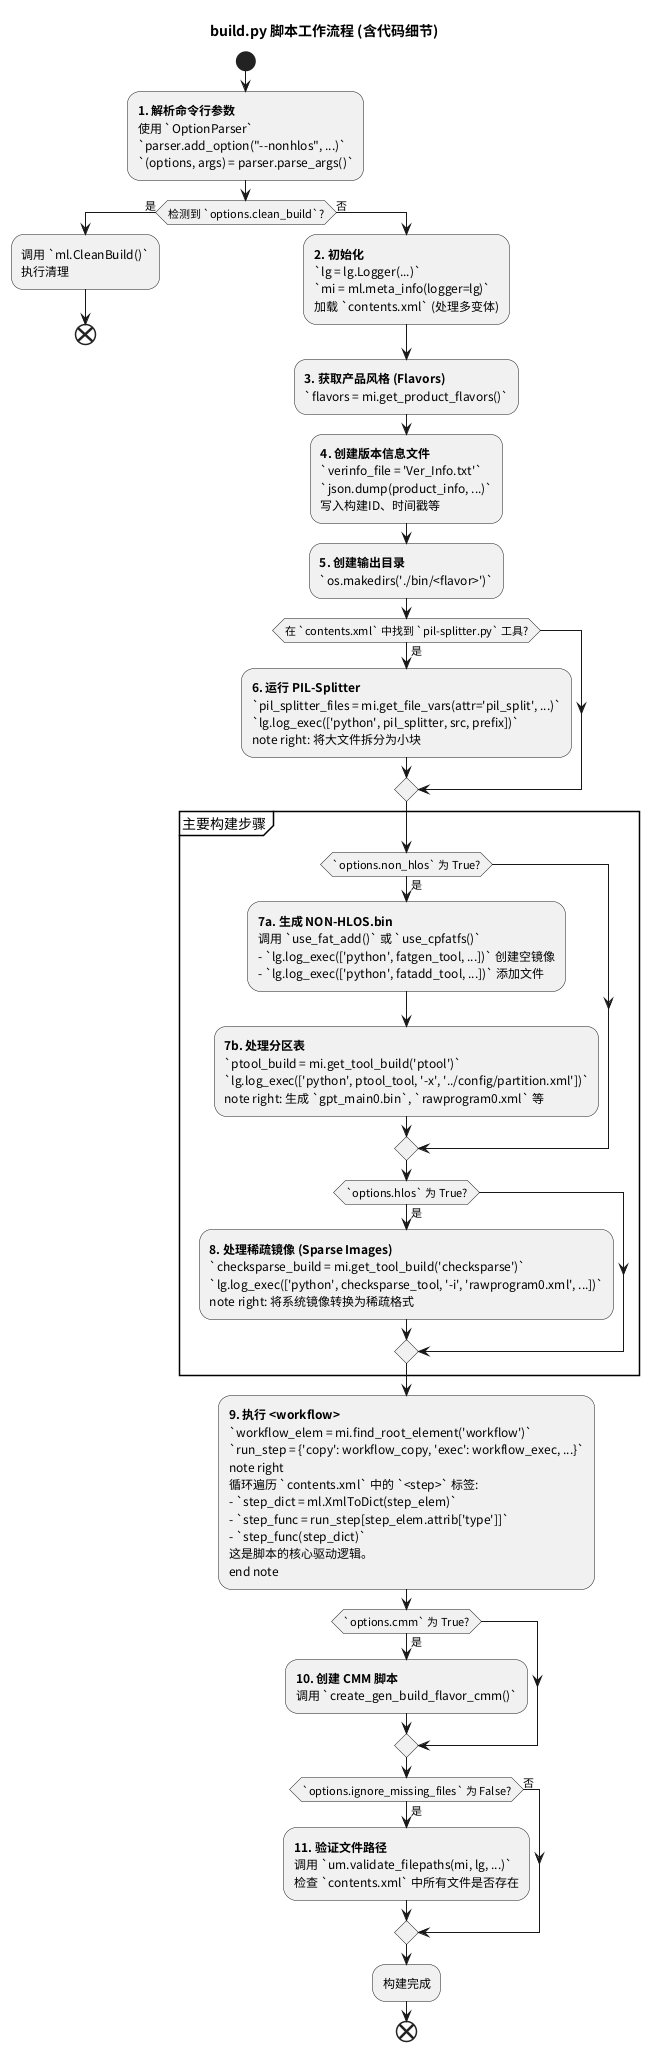 build.py 脚本工作流程 (含代码细节)
1. 解析命令行参数
使用 `OptionParser`
`parser.add_option("--nonhlos", ...)`
`(options, args) = parser.parse_args()`
检测到 `options.clean_build`?
是
否
调用 `ml.CleanBuild()`
执行清理
2. 初始化
`lg = lg.Logger(...)`
`mi = ml.meta_info(logger=lg)`
加载 `contents.xml` (处理多变体)
3. 获取产品风格 (Flavors)
`flavors = mi.get_product_flavors()`
4. 创建版本信息文件
`verinfo_file = 'Ver_Info.txt'`
`json.dump(product_info, ...)`
写入构建ID、时间戳等
5. 创建输出目录
`os.makedirs('./bin/<flavor>')`
在 `contents.xml` 中找到 `pil-splitter.py` 工具?
是
6. 运行 PIL-Splitter
`pil_splitter_files = mi.get_file_vars(attr='pil_split', ...)`
`lg.log_exec(['python', pil_splitter, src, prefix])`
note right: 将大文件拆分为小块
主要构建步骤
`options.non_hlos` 为 True?
是
7a. 生成 NON-HLOS.bin
调用 `use_fat_add()` 或 `use_cpfatfs()`
- `lg.log_exec(['python', fatgen_tool, ...])` 创建空镜像
- `lg.log_exec(['python', fatadd_tool, ...])` 添加文件
7b. 处理分区表
`ptool_build = mi.get_tool_build('ptool')`
`lg.log_exec(['python', ptool_tool, '-x', '../config/partition.xml'])`
note right: 生成 `gpt_main0.bin`, `rawprogram0.xml` 等
`options.hlos` 为 True?
是
8. 处理稀疏镜像 (Sparse Images)
`checksparse_build = mi.get_tool_build('checksparse')`
`lg.log_exec(['python', checksparse_tool, '-i', 'rawprogram0.xml', ...])`
note right: 将系统镜像转换为稀疏格式
9. 执行 <workflow>
`workflow_elem = mi.find_root_element('workflow')`
`run_step = {'copy': workflow_copy, 'exec': workflow_exec, ...}`
note right
循环遍历 `contents.xml` 中的 `<step>` 标签:
- `step_dict = ml.XmlToDict(step_elem)`
- `step_func = run_step[step_elem.attrib['type']]`
- `step_func(step_dict)`
这是脚本的核心驱动逻辑。
end note
`options.cmm` 为 True?
是
10. 创建 CMM 脚本
调用 `create_gen_build_flavor_cmm()`
`options.ignore_missing_files` 为 False?
否
是
11. 验证文件路径
调用 `um.validate_filepaths(mi, lg, ...)`
检查 `contents.xml` 中所有文件是否存在
构建完成